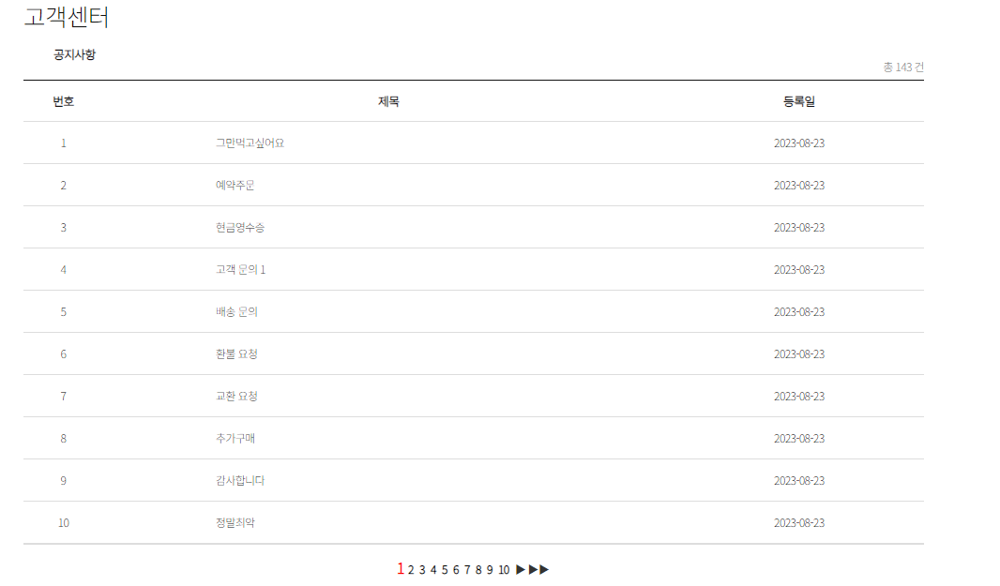 고객센터
공지사항
총 143 건
번호 제목 등록일
1 그만먹고싶어요 2023-08-23
2 예약주문 2023-08-23
3 현금영수증 2023-08-23
4 고객 문의 1 2023-08-23
5 배송 문의 2023-08-23
6 환불 요청 2023-08-23
7 교환 요청 2023-08-23
8 추가구매 2023-08-23
9 감사합니다 2023-08-23
10 정말최악 2023-08-23
1 2 3 4 5 6 7 8 9 10 ▶ ▶▶